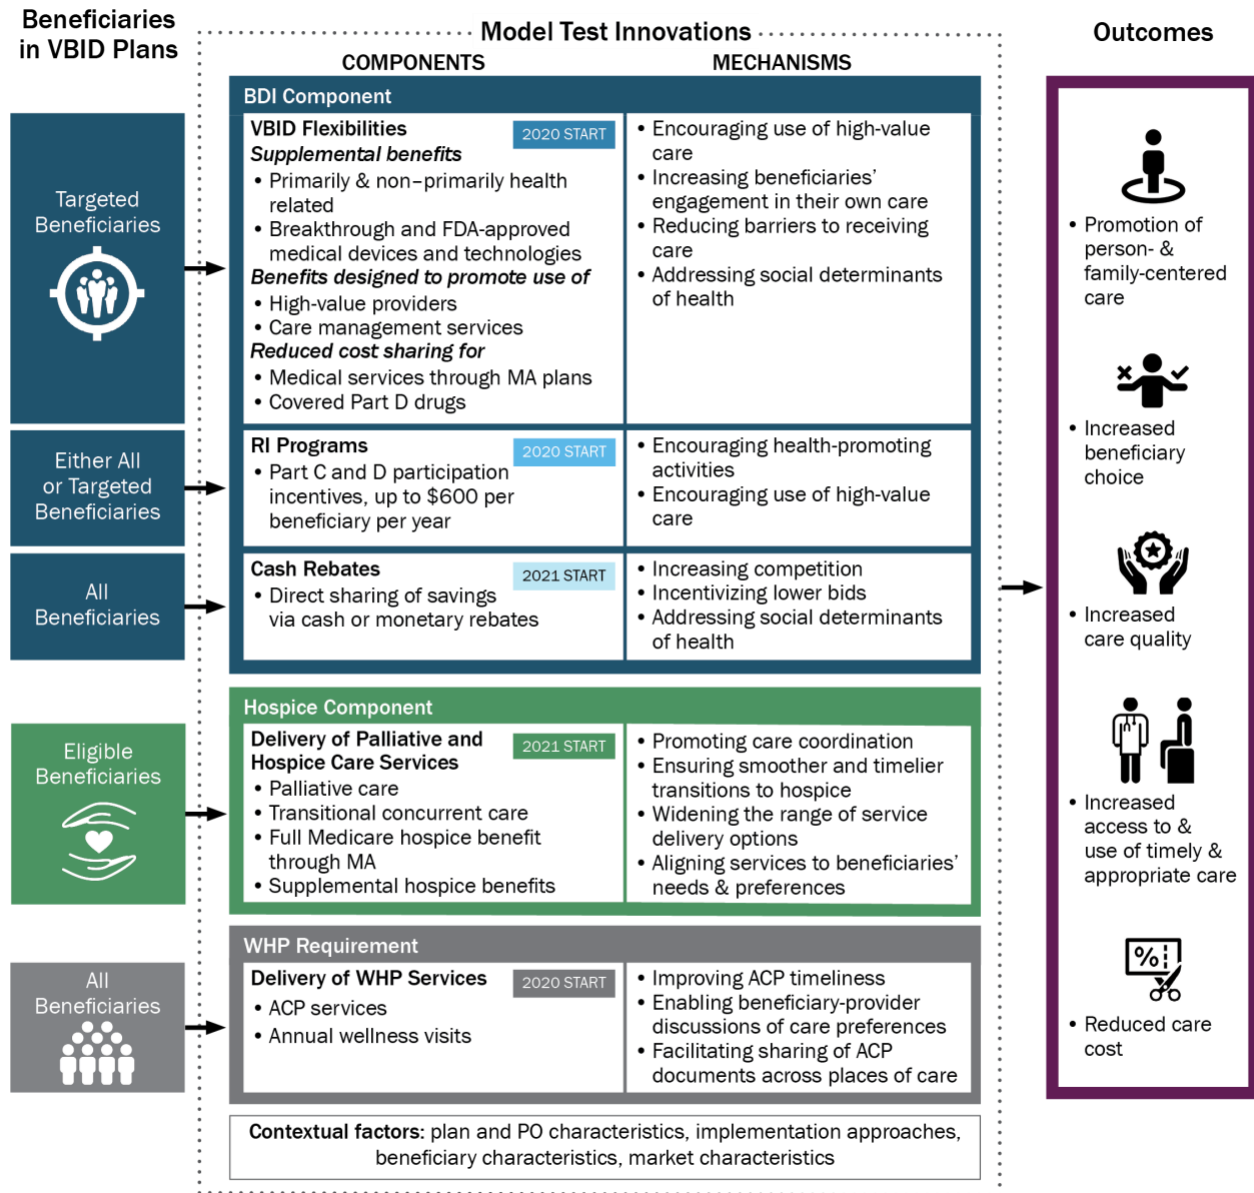 Beneficiaries
in VBID Plans
Model Test Innovations
Outcomes
COMPONENTS
MECHANISMS
BDI Component
Targeted
Beneficiaries
VBID Flexibilities
2020 START
Supplemental benefits
• Primarily & non–primarily health
related
• Breakthrough and FDA-approved
medical devices and technologies
Benefits designed to promote use of
• High-value providers
• Care management services
Reduced cost sharing for
• Medical services through MA plans
• Covered Part D drugs
• Encouraging use of high-value
care
• Increasing beneficiaries’
engagement in their own care
• Reducing barriers to receiving
care
• Addressing social determinants
of health
Either All
or Targeted
Beneficiaries
RI Programs
2020 START
• Part C and D participation
incentives, up to $600 per
beneficiary per year
• Encouraging health-promoting
activities
• Encouraging use of high-value
care
All
Beneficiaries
Cash Rebates
2021 START
• Direct sharing of savings
via cash or monetary rebates
• Increasing competition
• Incentivizing lower bids
• Addressing social determinants
of health
Hospice Component
Eligible
Beneficiaries
Delivery of Palliative and
Hospice Care Services
2021 START
• Palliative care
• Transitional concurrent care
• Full Medicare hospice benefit
through MA
• Supplemental hospice benefits
• Promoting care coordination
• Ensuring smoother and timelier
transitions to hospice
• Widening the range of service
delivery options
• Aligning services to beneficiaries’
needs & preferences
WHP Requirement
All
Beneficiaries
Delivery of WHP Services
2020 START
• ACP services
• Annual wellness visits
• Improving ACP timeliness
• Enabling beneficiary-provider
discussions of care preferences
• Facilitating sharing of ACP
documents across places of care
Contextual factors: plan and PO characteristics, implementation approaches,
beneficiary characteristics, market characteristics
• Promotion of
person- &
family-centered
care
• Increased
beneficiary
choice
• Increased
care quality
• Increased
access to &
use of timely &
appropriate care
%
• Reduced care
cost